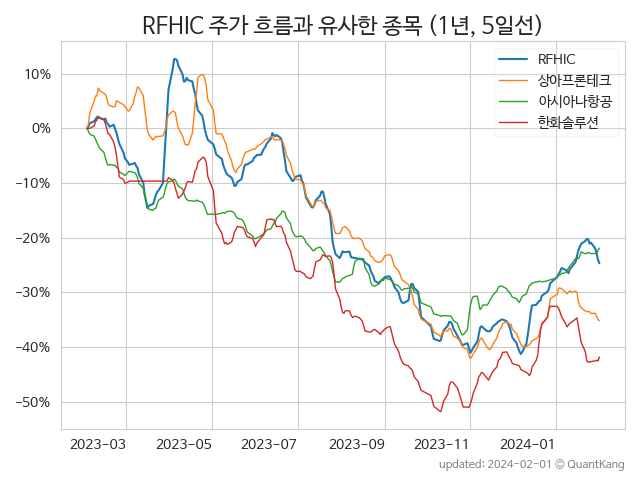 RFHIC 주가 흐름과 유사한 종목 (1년, 5일선)
RFHIC
상아프론테크
아시아나항공
한화솔루션
10%
0%
−10%
−20%
−30%
−40%
−50%
2023−03
2023−05
2023−07
2023−09
2023−11
2024−01
updated: 2024-02-01 © QuantKang